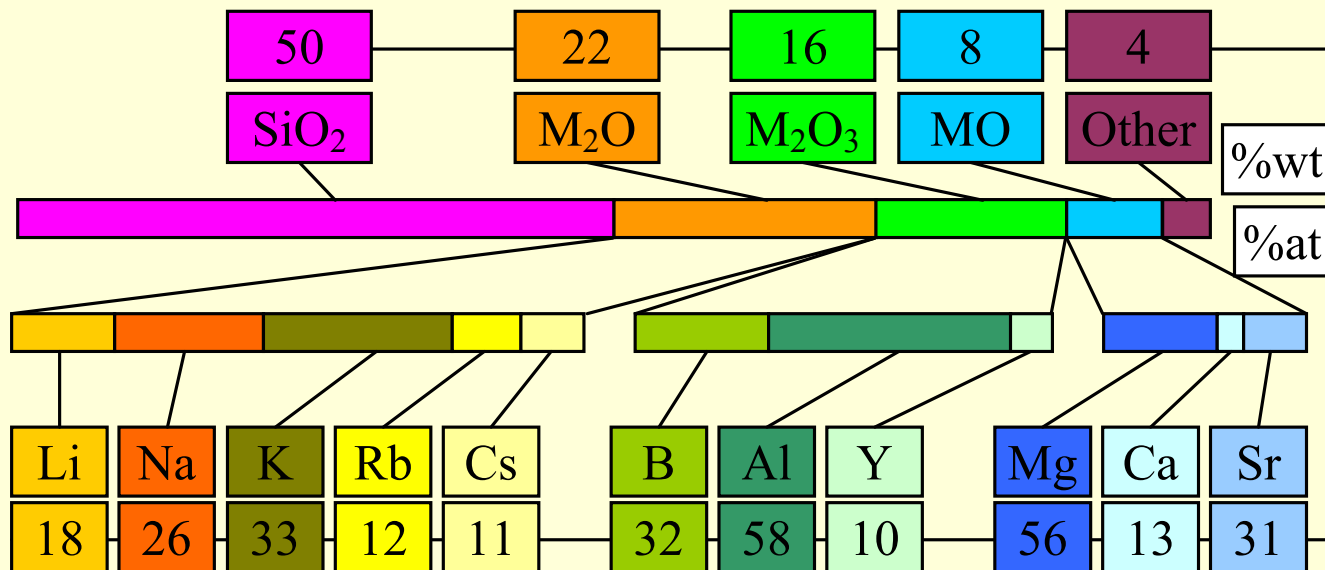 50 22 16 8 4
SiO₂ M₂O M₂O₃ MO Other
%wt
%at
Li Na K Rb Cs B Al Y Mg Ca Sr
18 26 33 12 11 32 58 10 56 13 31